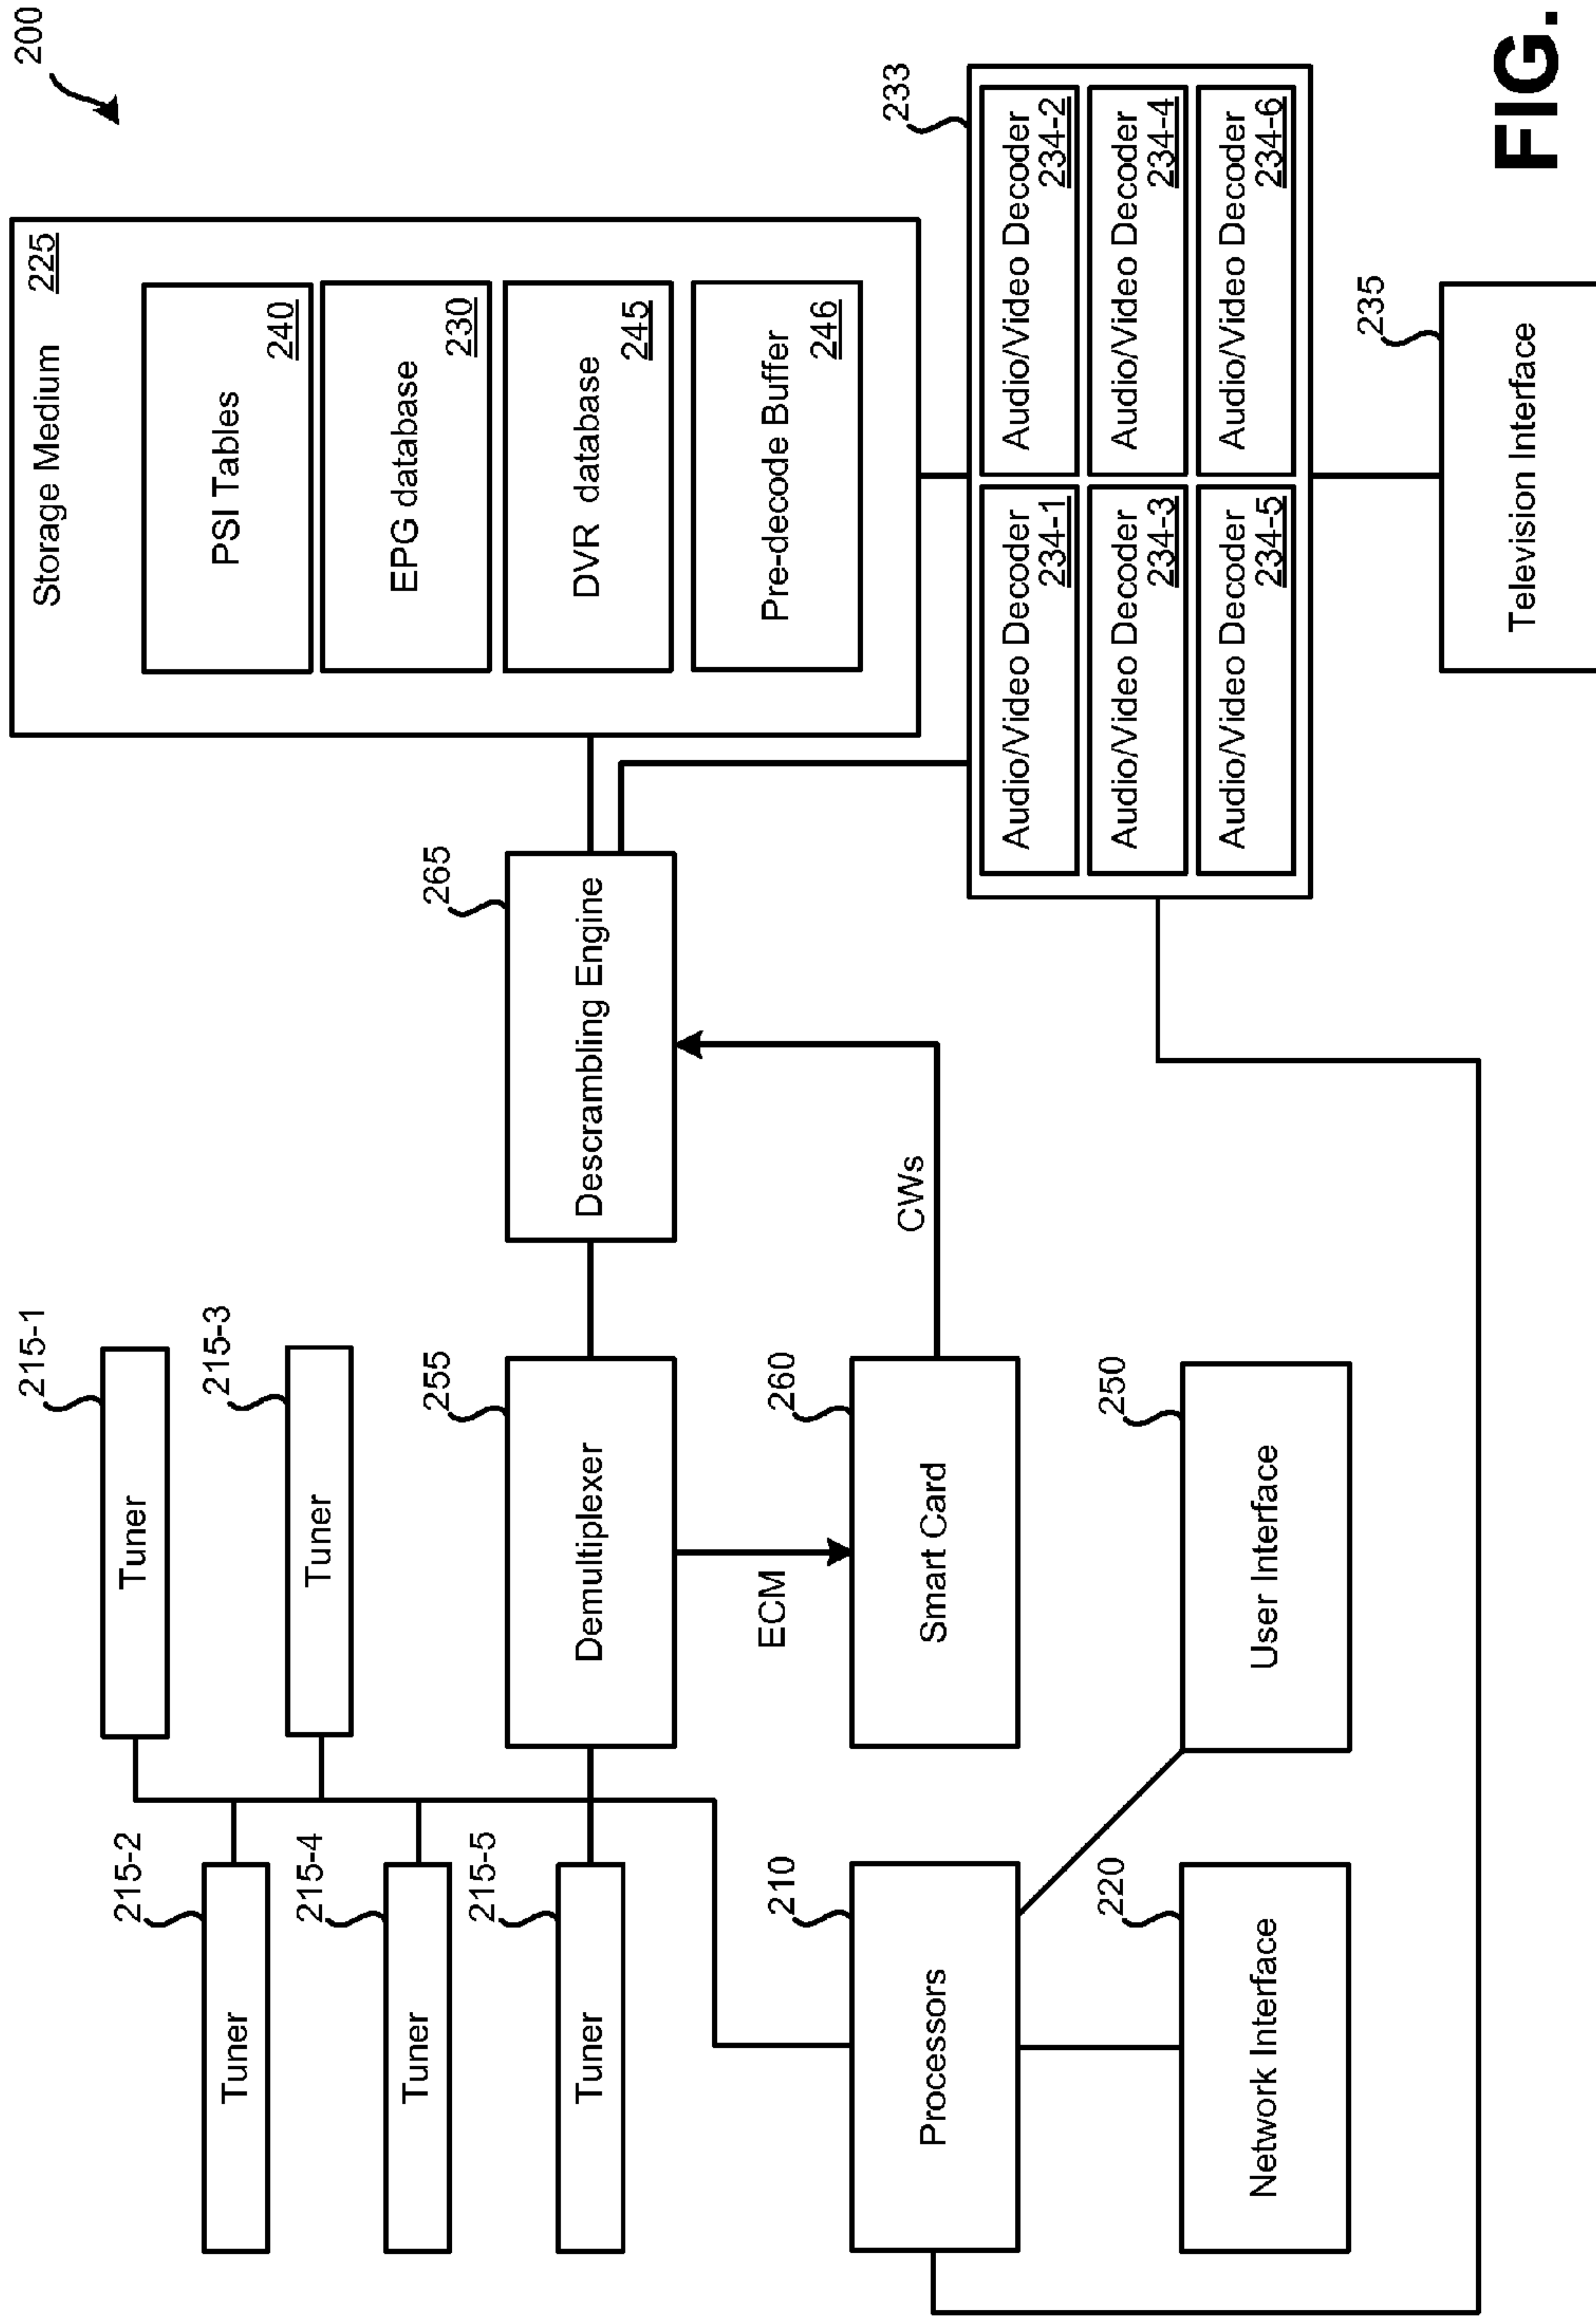 200
215-1
Tuner
215-2
Tuner
215-3
Tuner
215-4
Tuner
215-5
Tuner
255
Demultiplexer
265
Descrambling Engine
Storage Medium 225
PSI Tables
240
EPG database
230
DVR database
245
Pre-decode Buffer
246
ECM
260
Smart Card
CWs
210
Processors
220
Network Interface
250
User Interface
233
Audio/Video Decoder
234-1
Audio/Video Decoder
234-2
Audio/Video Decoder
234-3
Audio/Video Decoder
234-4
Audio/Video Decoder
234-5
Audio/Video Decoder
234-6
235
Television Interface
FIG.